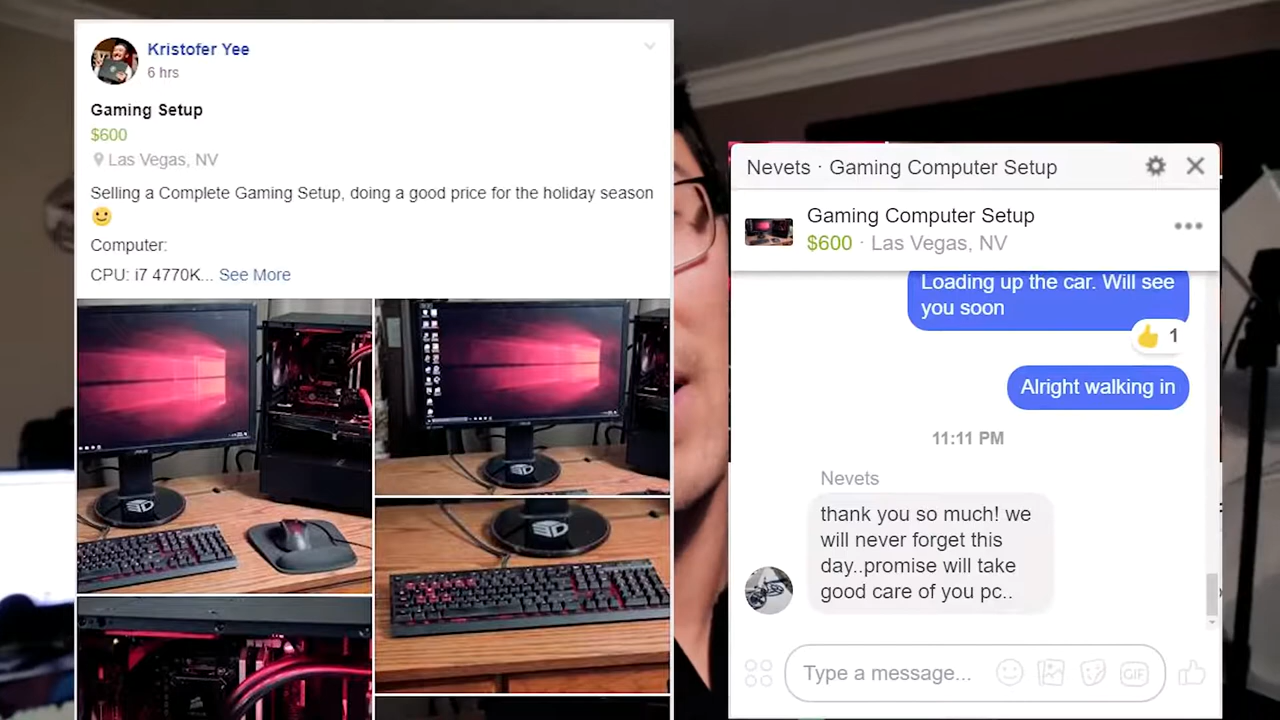 Kristofer Yee
6 hrs
Gaming Setup
$600
Las Vegas, NV
Selling a Complete Gaming Setup, doing a good price for the holiday season
🙂
Computer:
CPU: i7 4770K... See More
Nevets · Gaming Computer Setup
Gaming Computer Setup
$600 · Las Vegas, NV
Loading up the car. Will see
you soon
👍 1
Alright walking in
11:11 PM
Nevets
thank you so much! we
will never forget this
day..promise will take
good care of you pc..
Type a message...
GIF